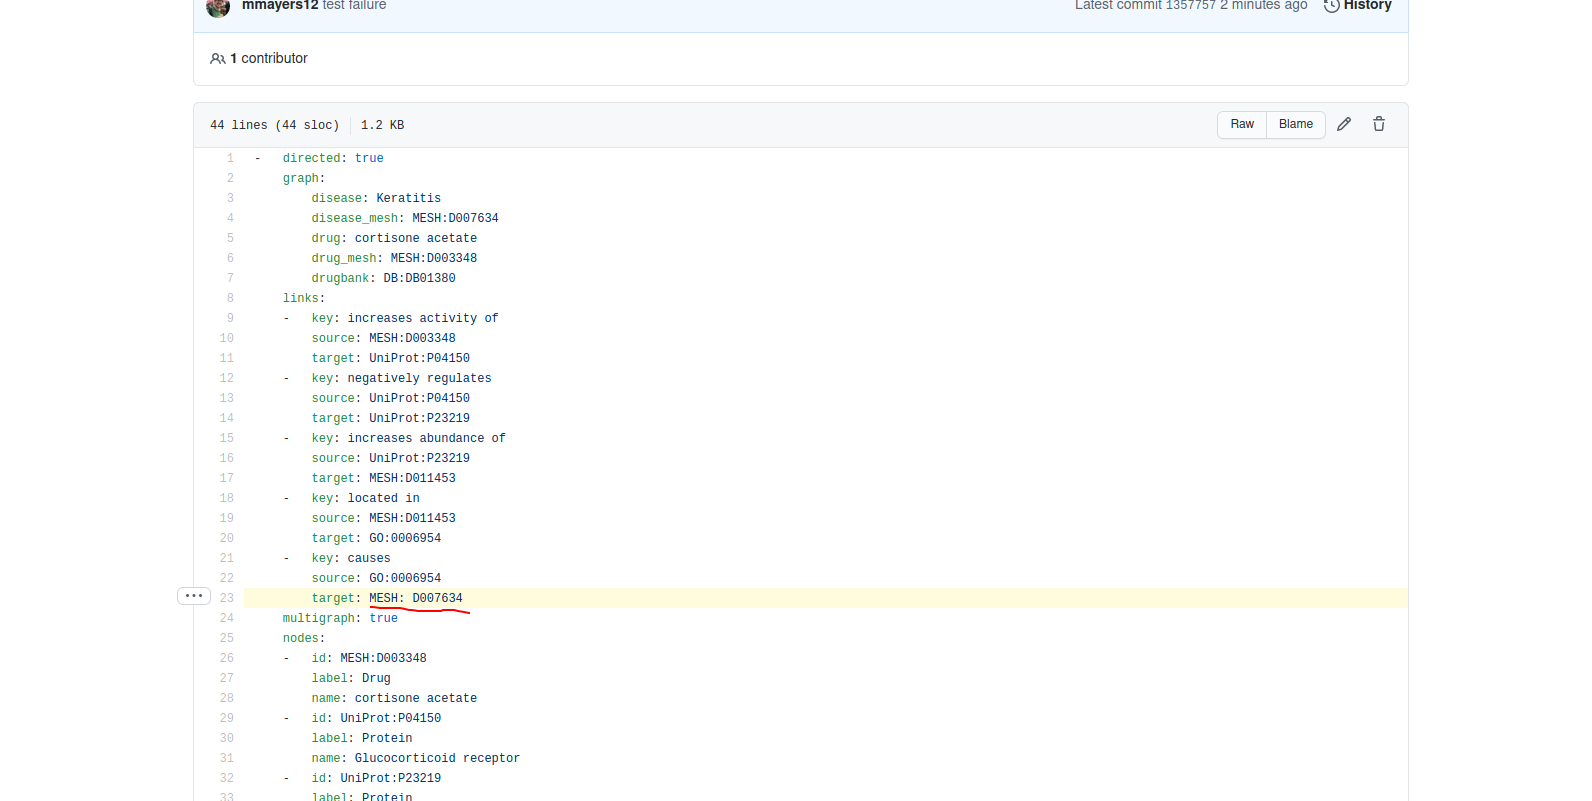 mmayers12 test failure Latest commit 1357757 2 minutes ago History
1 contributor
44 lines (44 sloc) 1.2 KB Raw Blame
1 - directed: true
2 graph:
3 disease: Keratitis
4 disease_mesh: MESH:D007634
5 drug: cortisone acetate
6 drug_mesh: MESH:D003348
7 drugbank: DB:DB01380
8 links:
9 - key: increases activity of
10 source: MESH:D003348
11 target: UniProt:P04150
12 - key: negatively regulates
13 source: UniProt:P04150
14 target: UniProt:P23219
15 - key: increases abundance of
16 source: UniProt:P23219
17 target: MESH:D011453
18 - key: located in
19 source: MESH:D011453
20 target: GO:0006954
21 - key: causes
22 source: GO:0006954
23 target: MESH: D007634
24 multigraph: true
25 nodes:
26 - id: MESH:D003348
27 label: Drug
28 name: cortisone acetate
29 - id: UniProt:P04150
30 label: Protein
31 name: Glucocorticoid receptor
32 - id: UniProt:P23219
33 label: Protein